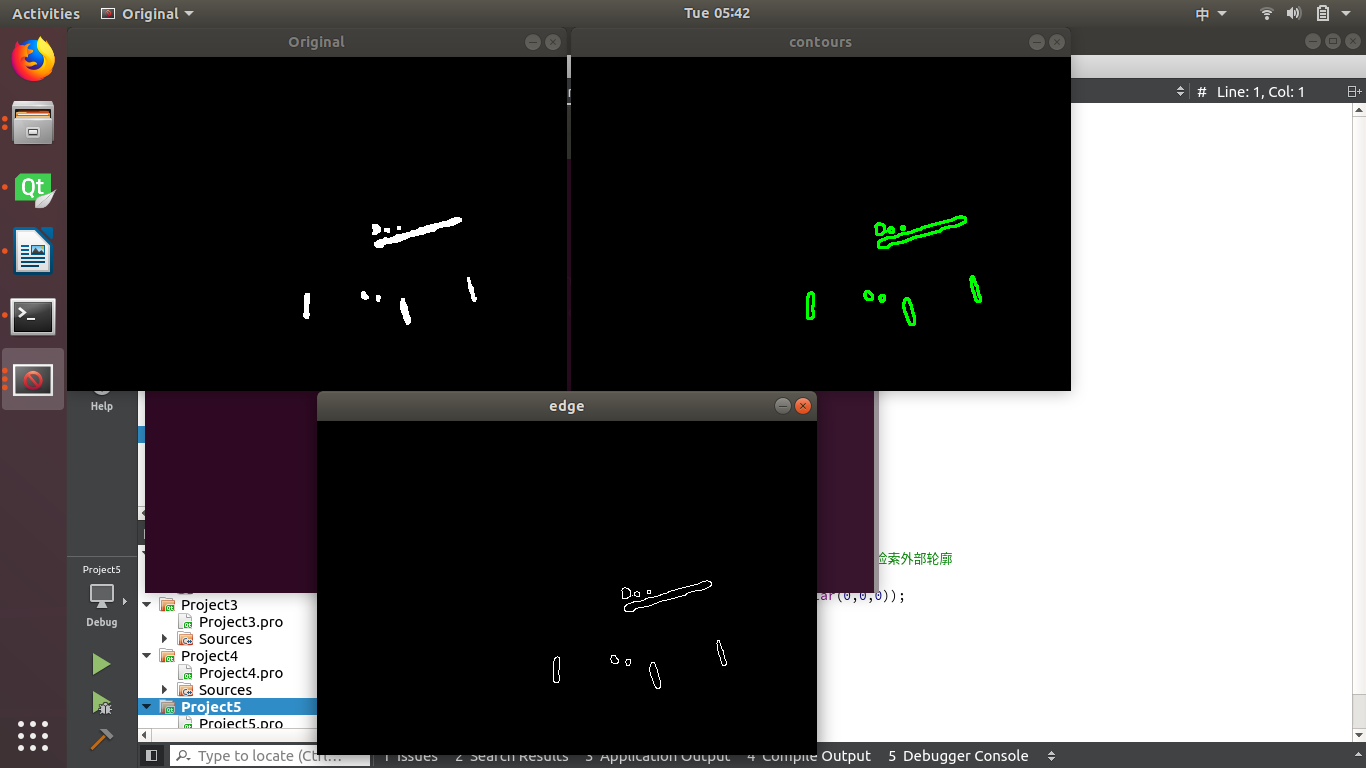 Activities
Original
Tue 05:42
中
Original
contours
# Line: 1, Col: 1
Qt
Help
edge
检索外部轮廓
Project5
Debug
Project3
Project3.pro
Sources
Project4
Project4.pro
Sources
Project5
Project5.pro
(0,0,0));
Type to locate (Ctrl...
1 Issues
2 Search Results
3 Application Output
4 Compile Output
5 Debugger Console